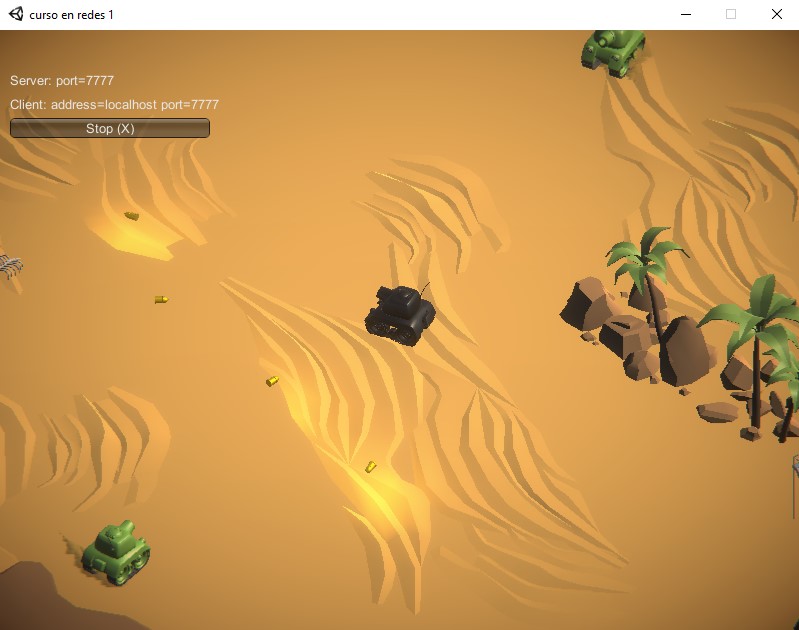 curso en redes 1
Server: port=7777
Client: address=localhost port=7777
Stop (X)